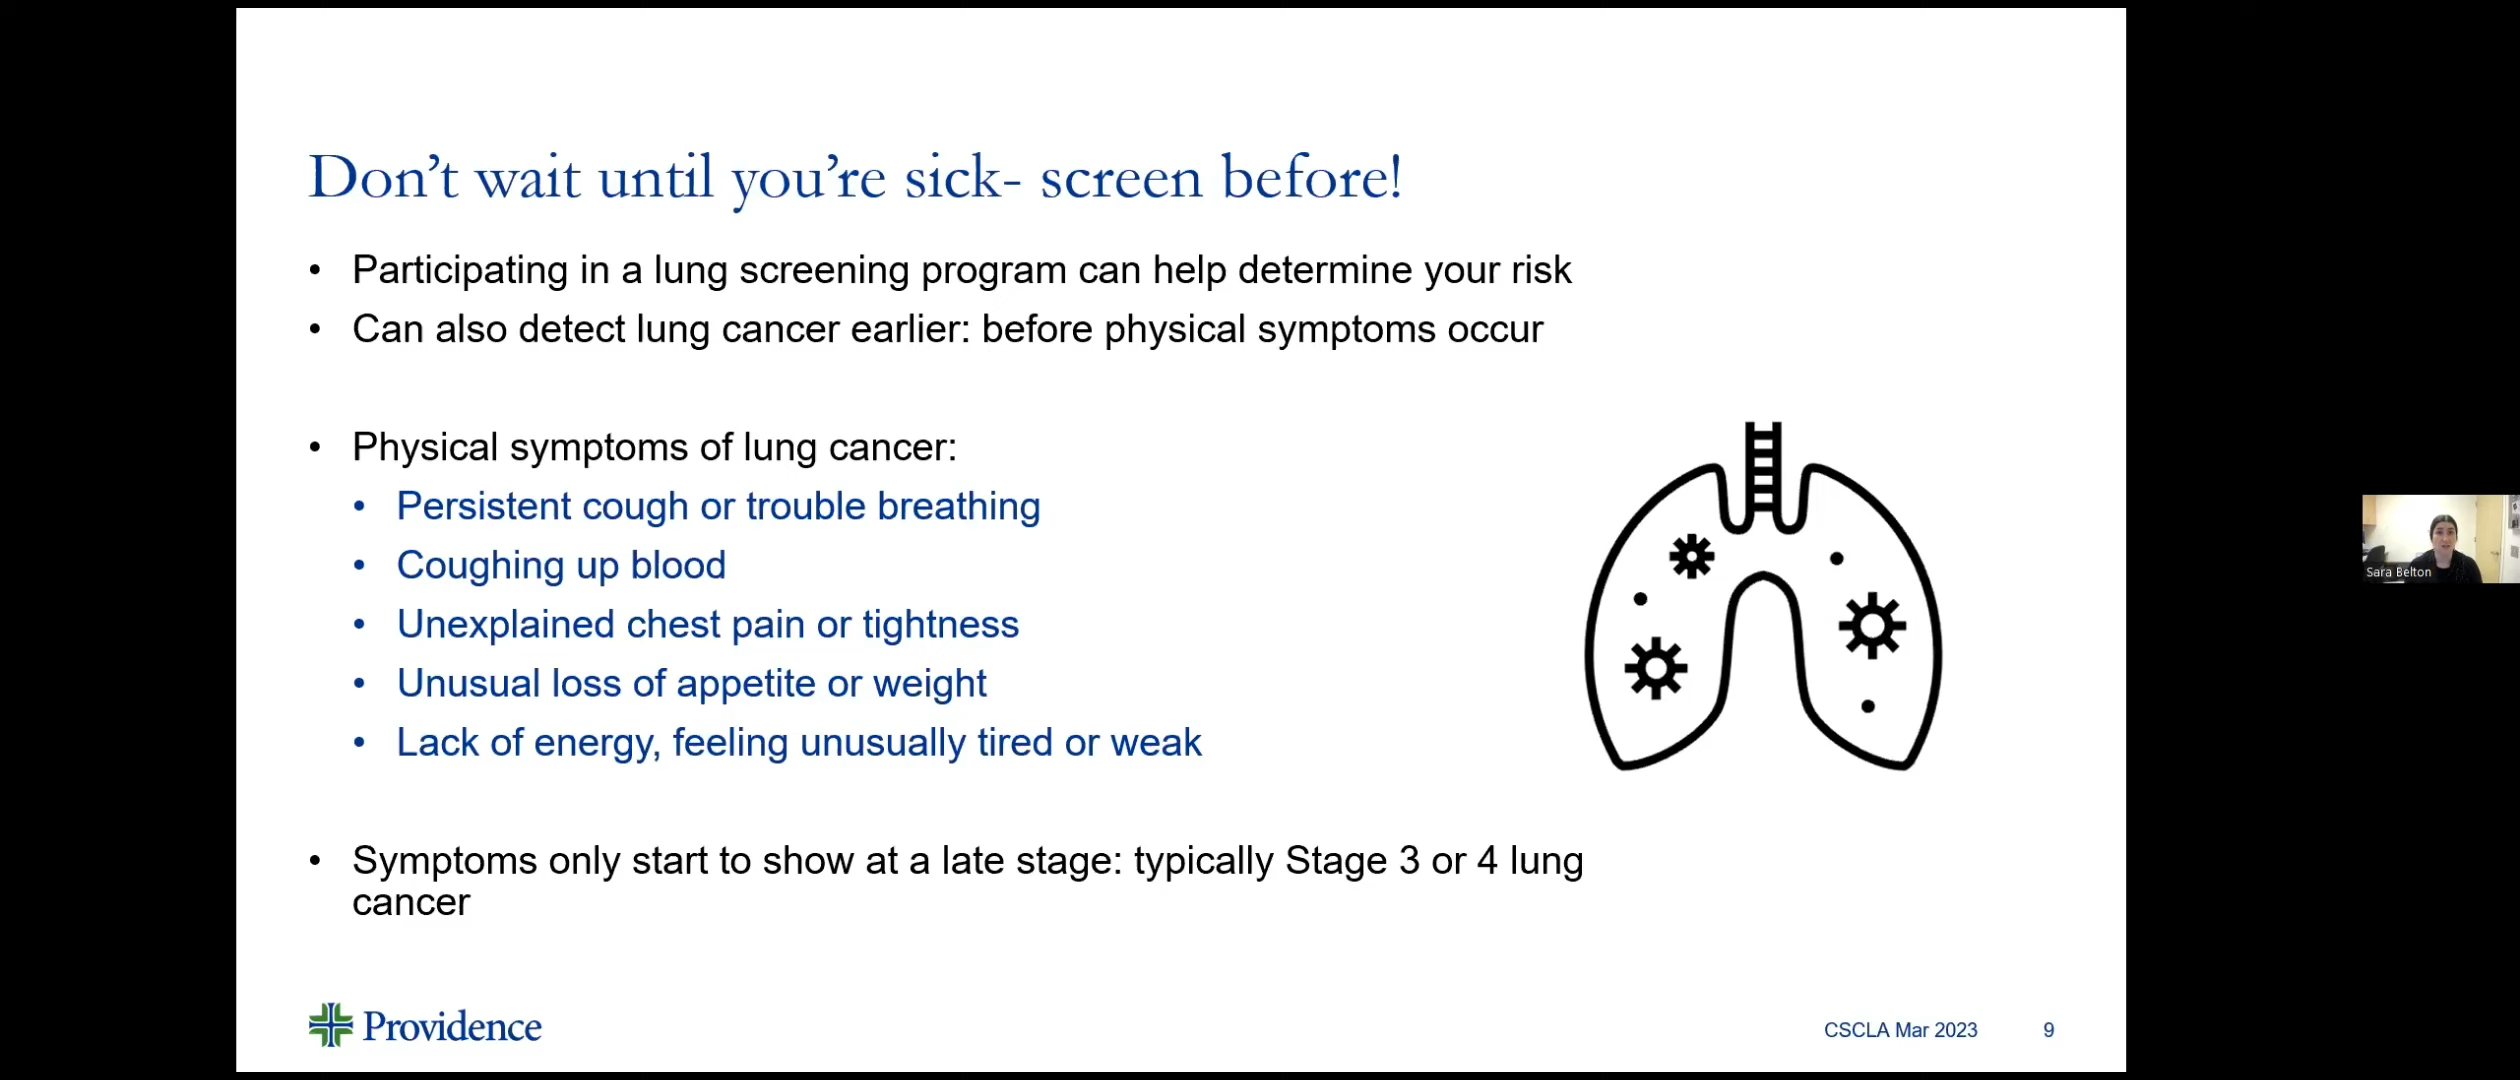 Don't wait until you're sick- screen before!
• Participating in a lung screening program can help determine your risk
• Can also detect lung cancer earlier: before physical symptoms occur
• Physical symptoms of lung cancer:
• Persistent cough or trouble breathing
• Coughing up blood
• Unexplained chest pain or tightness
• Unusual loss of appetite or weight
• Lack of energy, feeling unusually tired or weak
• Symptoms only start to show at a late stage: typically Stage 3 or 4 lung
cancer
Providence
CSCLA Mar 2023 9
Sara Belton